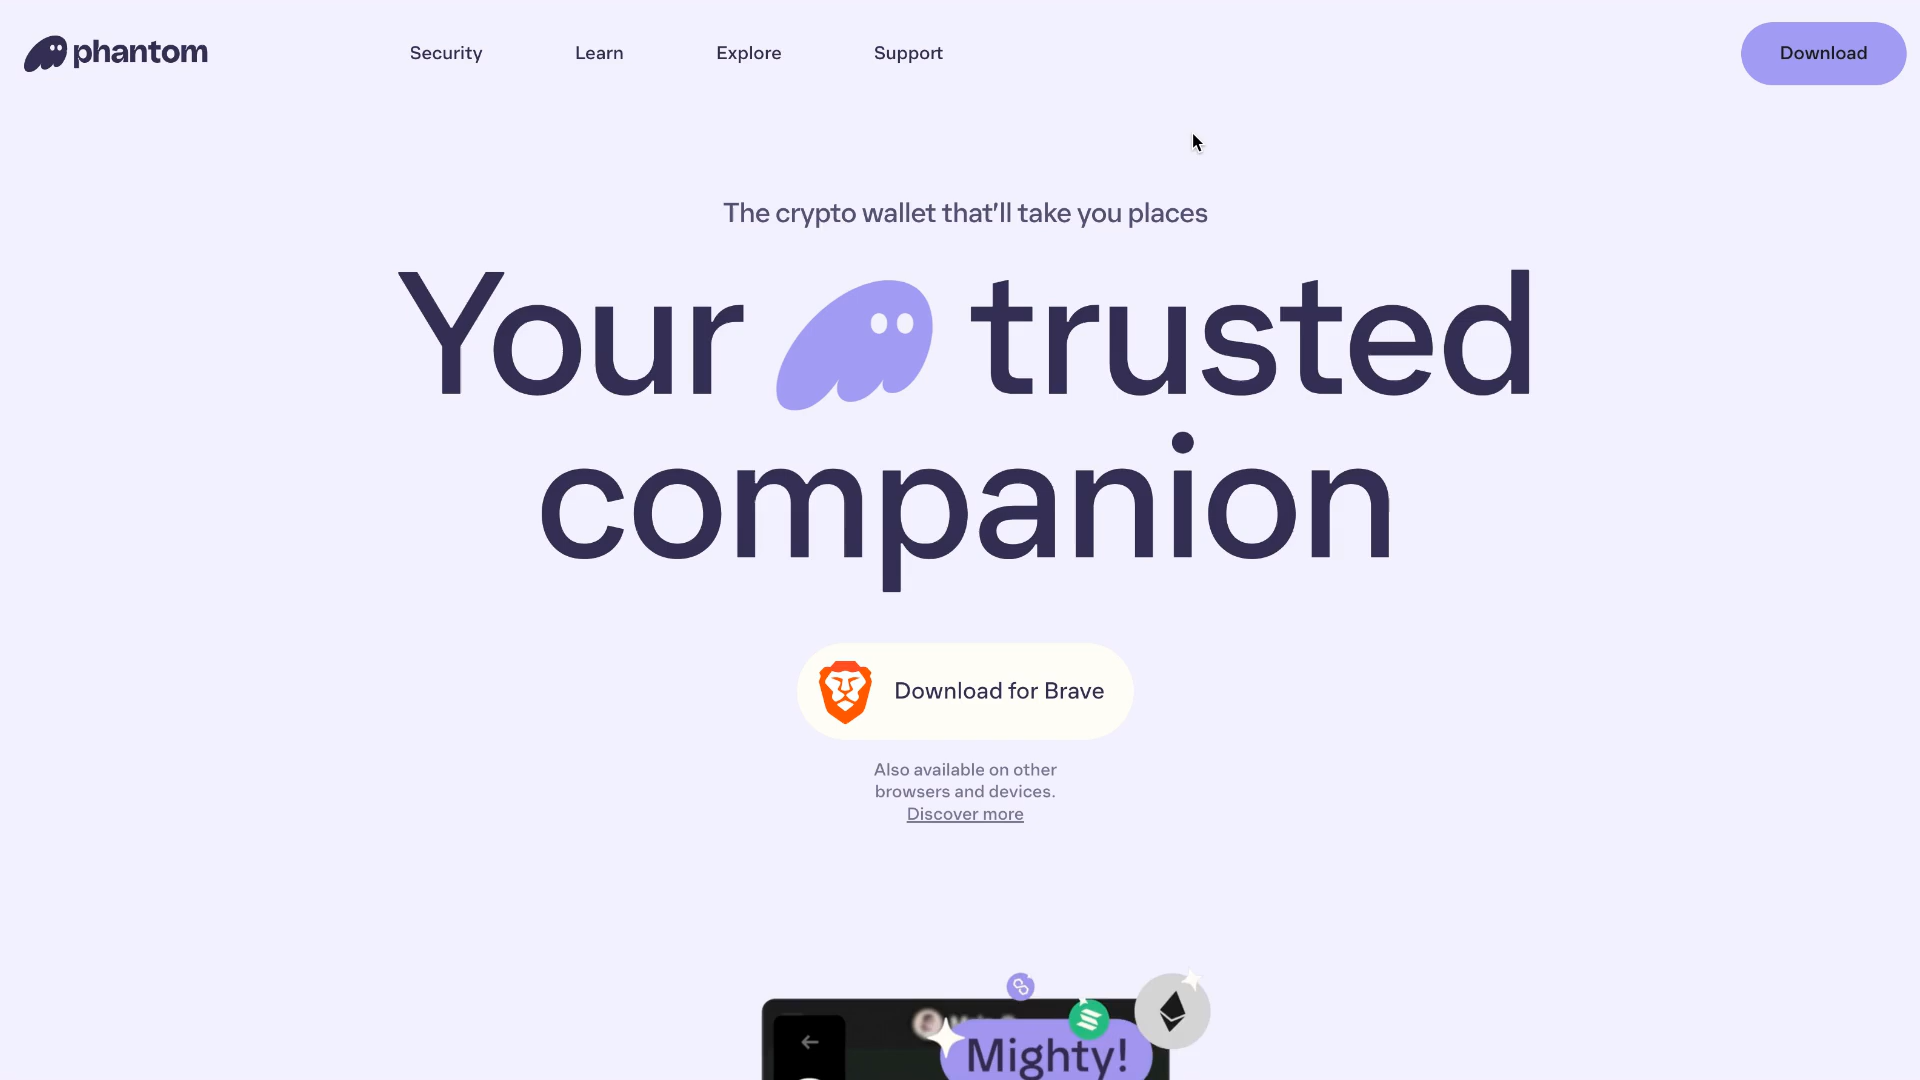 phantom
Security
Learn
Explore
Support
Download
The crypto wallet that'll take you places
Your trusted
companion
Download for Brave
Also available on other
browsers and devices.
Discover more
Mighty!